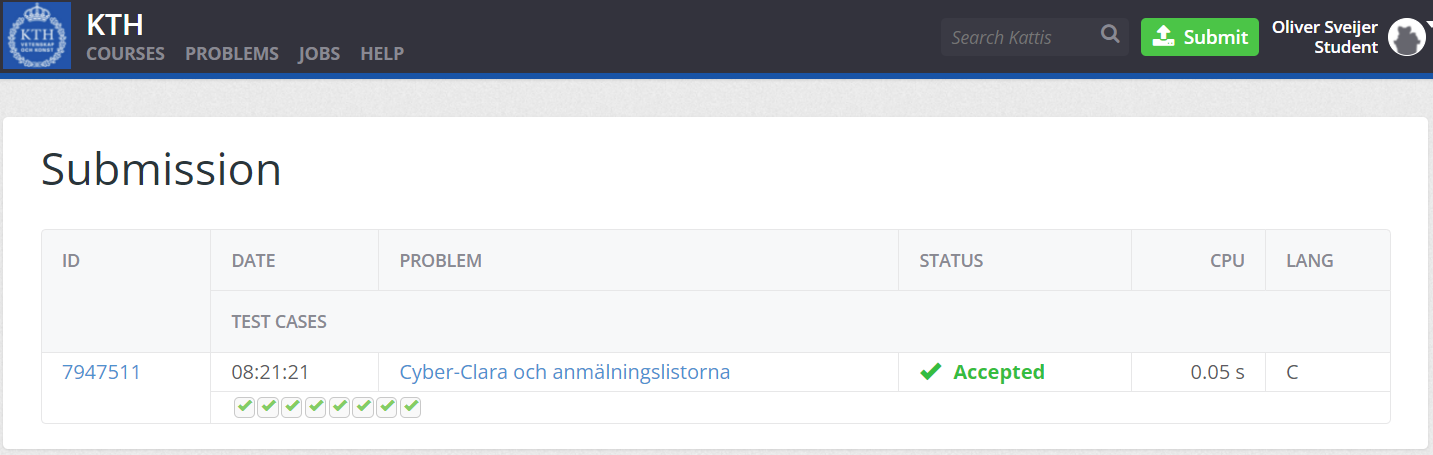 KTH
VETENSKAP
OCH KONST
KTH
COURSES PROBLEMS JOBS HELP
Search Kattis
Submit
Oliver Sveijer
Student
Submission
ID DATE PROBLEM STATUS CPU LANG
TEST CASES
7947511 08:21:21 Cyber-Clara och anmälningslistorna Accepted 0.05 s C